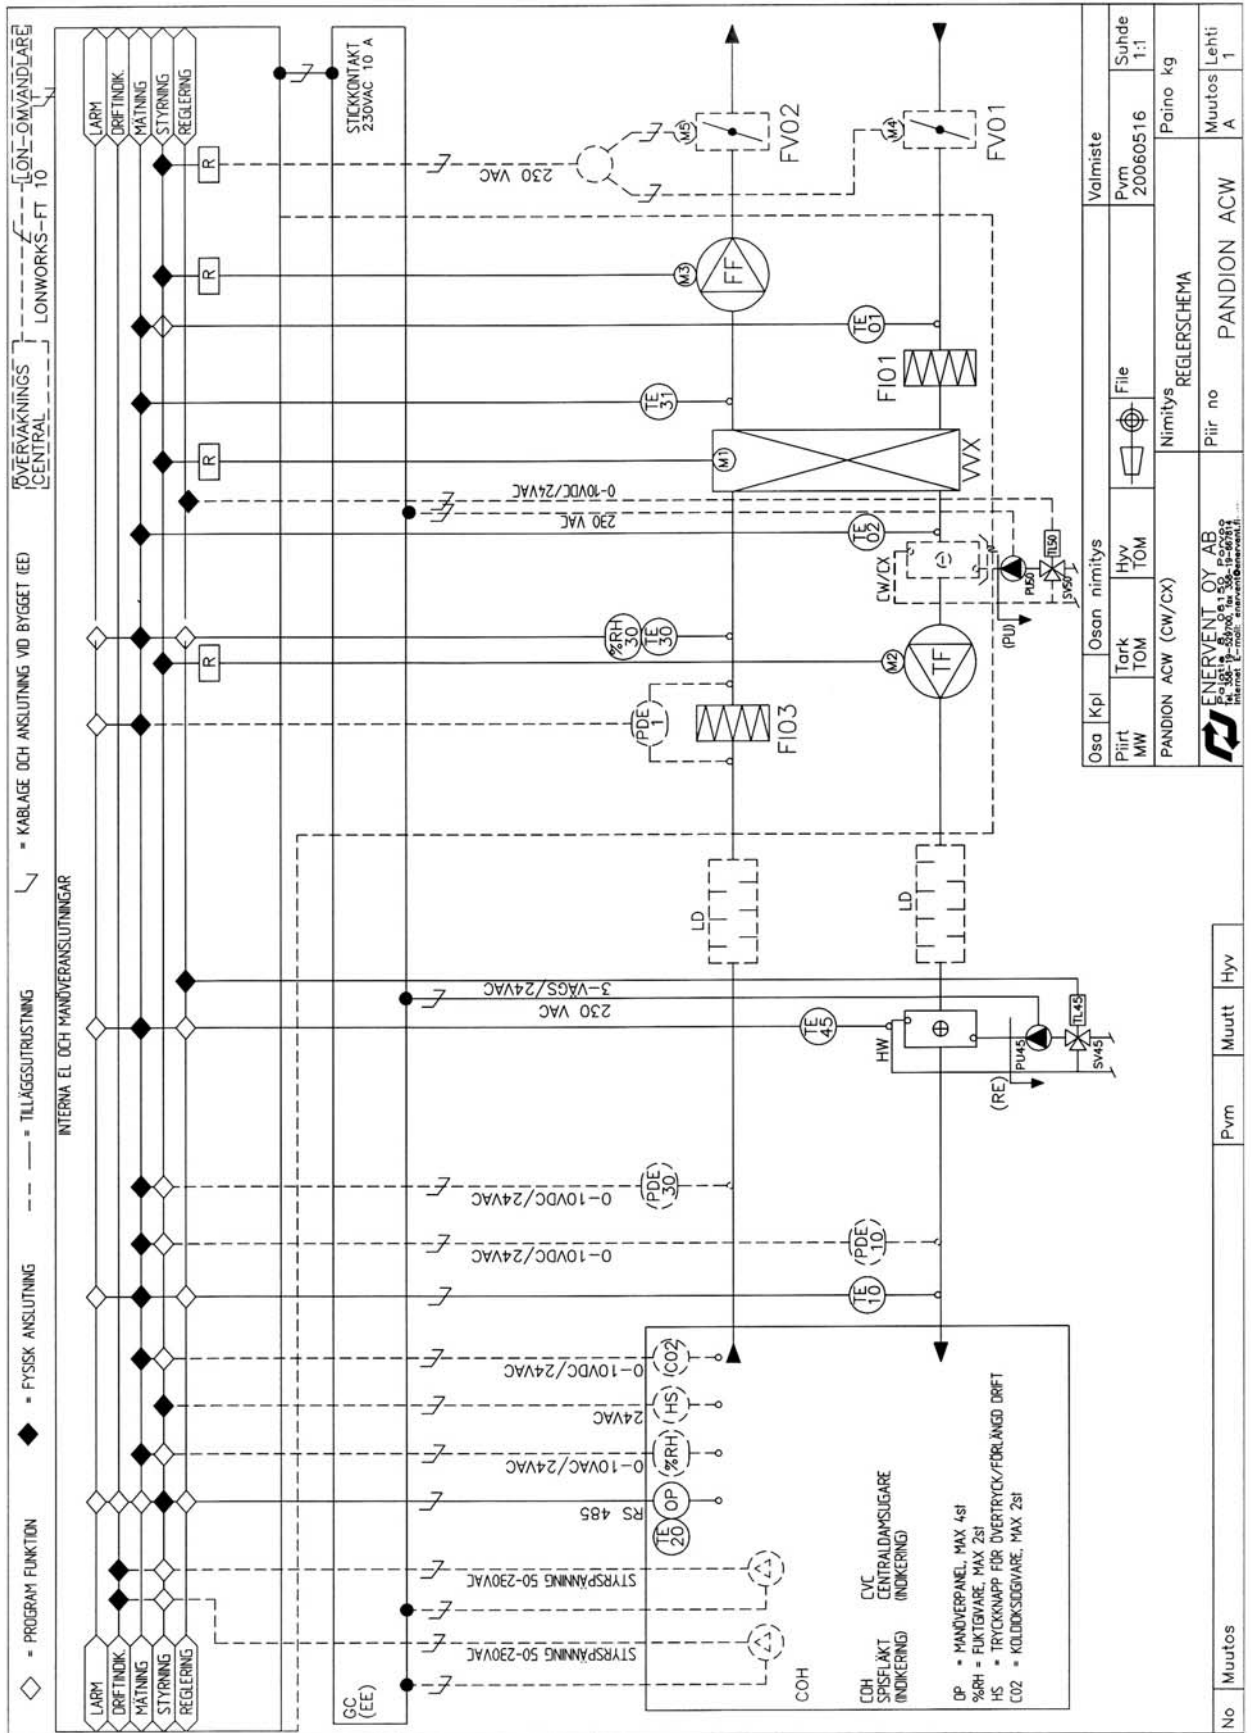 ◇ = PROGRAM FUNKTION
◆ = FYSISK ANSLUTNING
-- —— = TILLÄGGSUTRUSTNING
= KABLAGE OCH ANSLUTNING VID BYGGET (EE)
ÖVERVAKNINGS
CENTRAL
LONWORKS-FT 10
LON-OMVANDLARE
INTERNA EL OCH MANÖVERANSLUTNINGAR
LARM
DRIFTINDIK.
MÄTNING
STYRNING
REGLERING
LARM
DRIFTINDIK.
MÄTNING
STYRNING
REGLERING
R
R
R
R
GC
(EE)
STICKKONTAKT
230VAC 10 A
STYRSPÄNNING 50-230VAC
STYRSPÄNNING 50-230VAC
RS 485
0-10VAC/24VAC
24VAC
0-10VDC/24VAC
0-10VDC/24VAC
0-10VDC/24VAC
230 VAC
3-VÄGS/24VAC
230 VAC
0-10VDC/24VAC
230 VAC
TE
20
OP
%RH
HS
CO2
TE
10
PDE
10
PDE
30
TE
45
HW
PU45
TL45
SV45
(RE)
LD
LD
PDE
1
FI03
%RH
30
TE
30
M2
TF
CW/CX
TE
02
PU50
TL50
SV50
(PU)
M1
VVX
TE
31
FI01
TE
01
M3
FF
M5
FV02
M4
FV01
COH
COH
SPISFLÄKT
(INDIKERING)
CVC
CENTRALDAMSUGARE
(INDIKERING)
OP = MANÖVERPANEL, MAX 4st
%RH = FUKTGIVARE, MAX 2st
HS = TRYCKKNAPP FÖR ÖVERTRYCK/FÖRLÄNGD DRIFT
CO2 = KOLDIOKSIDGIVARE, MAX 2st
No Muutos Pvm Muutt Hyv
Osa Kpl Osan nimitys Valmiste
Piirt
MW
Tark
TOM
Hyv
TOM
File
Pvm
20060516
Suhde
1:1
PANDION ACW (CW/CX)
Nimitys
REGLERSCHEMA
Paino kg
ENERVENT OY AB
Piir no
PANDION ACW
Muutos
A
Lehti
1